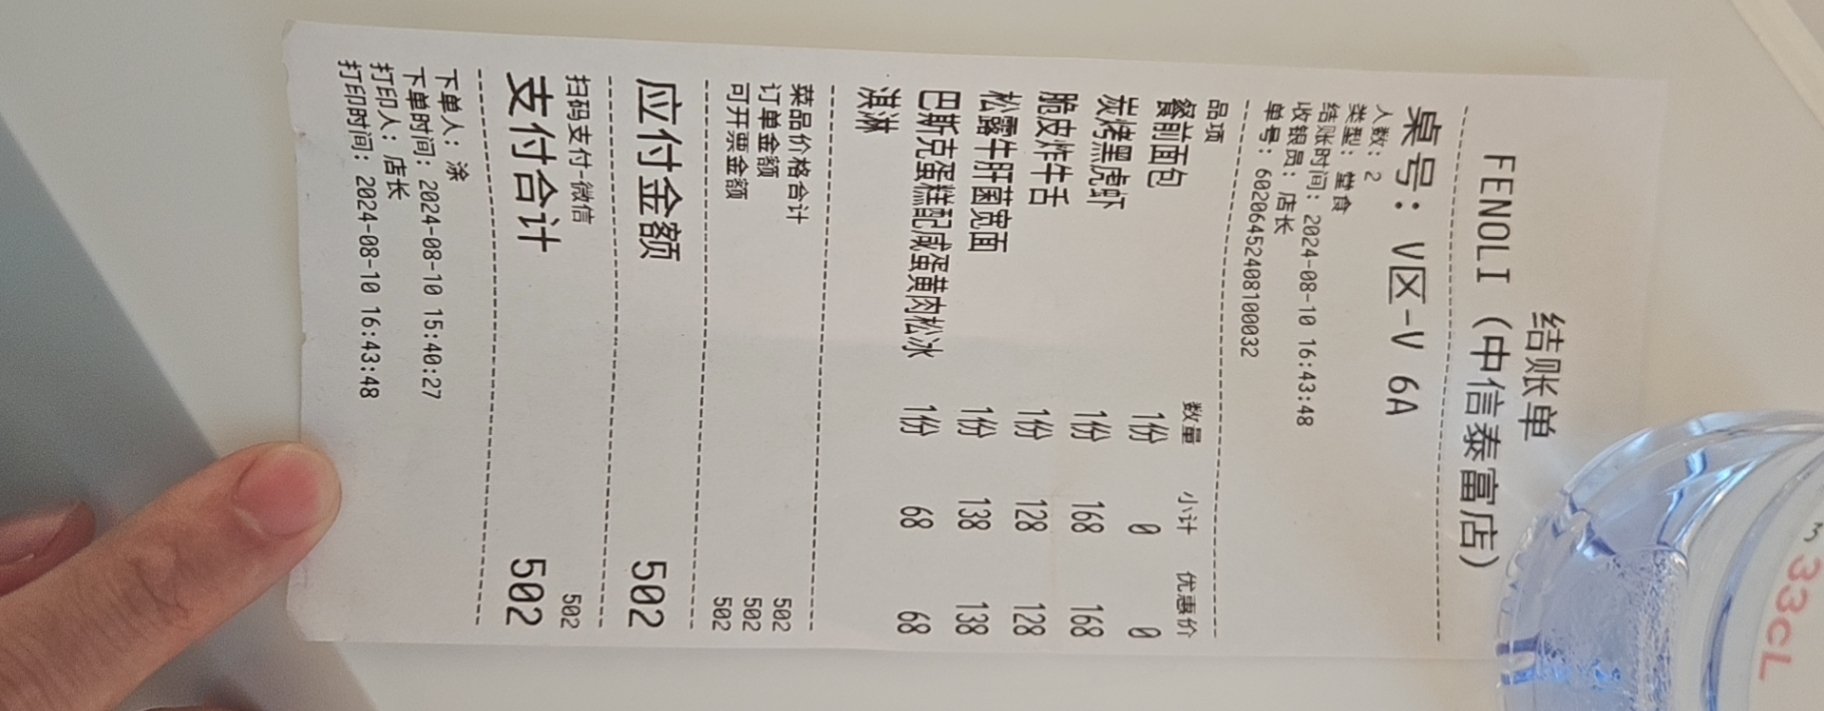 结账单
FENOLI（中信泰富店）
桌号：V区-V 6A
人数：2
类型：堂食
结账时间：2024-08-10 16:43:48
收银员：店长
单号：602064524081000032
品项 数量 小计 优惠价
餐前面包 1份 0 0
炭烤黑虎虾 1份 168 168
脆皮炸牛舌 1份 128 128
松露牛肝菌宽面 1份 138 138
巴斯克蛋糕配咸蛋黄肉松冰 1份 68 68
淇淋
菜品价格合计 502
订单金额 502
可开票金额 502
应付金额 502
扫码支付-微信 502
支付合计 502
下单人：涂
下单时间：2024-08-10 15:40:27
打印人：店长
打印时间：2024-08-10 16:43:48
33cL